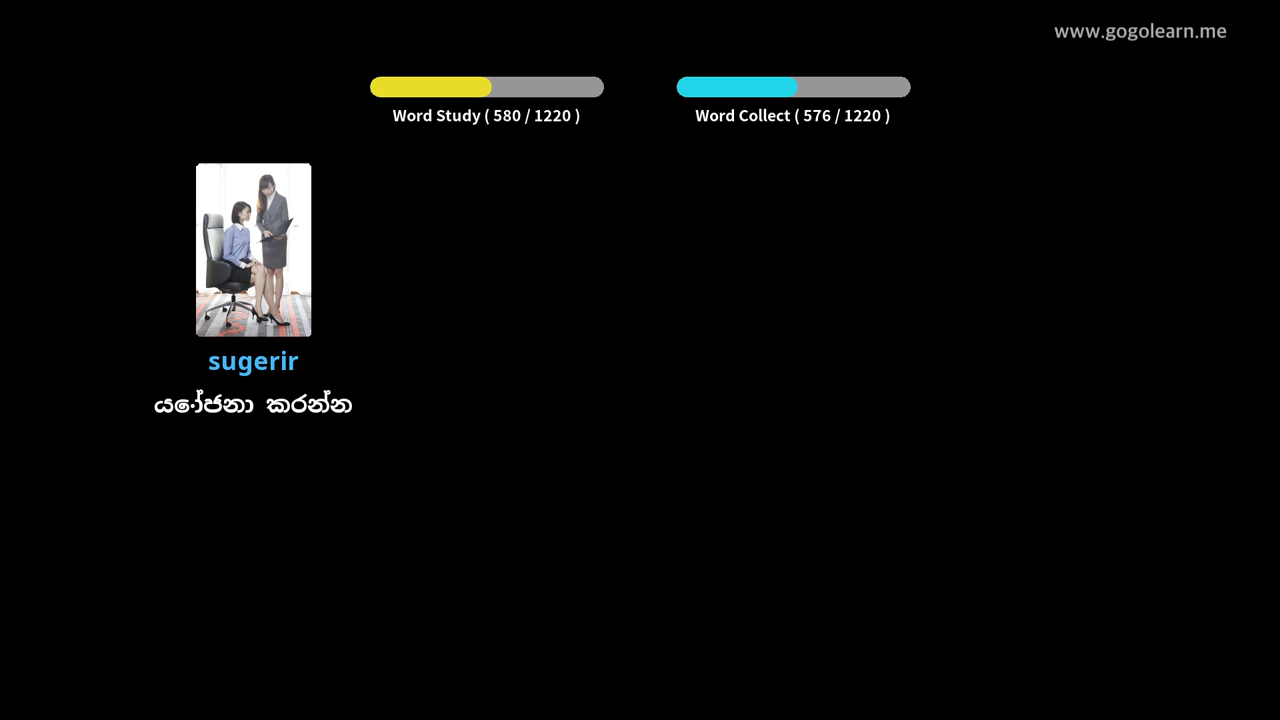 www.gogolearn.me
Word Study ( 580 / 1220 )
Word Collect ( 576 / 1220 )
sugerir
යෝජනා කරන්න